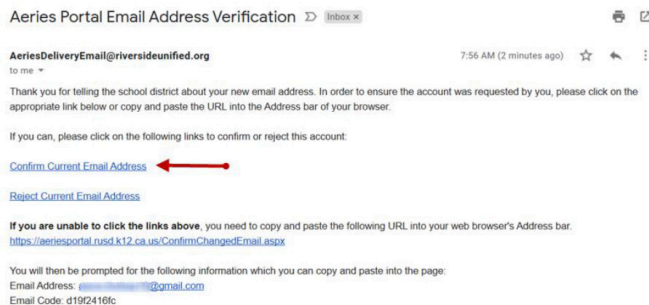 Aeries Portal Email Address Verification Inbox x
AeriesDeliveryEmail@riversideunified.org 7:56 AM (2 minutes ago)
to me
Thank you for telling the school district about your new email address. In order to ensure the account was requested by you, please click on the
appropriate link below or copy and paste the URL into the Address bar of your browser.
If you can, please click on the following links to confirm or reject this account:
Confirm Current Email Address
Reject Current Email Address
If you are unable to click the links above, you need to copy and paste the following URL into your web browser's Address bar.
https://aeriesportal.rusd.k12.ca.us/ConfirmChangedEmail.aspx
You will then be prompted for the following information which you can copy and paste into the page:
Email Address: @gmail.com
Email Code: d19f2416fc